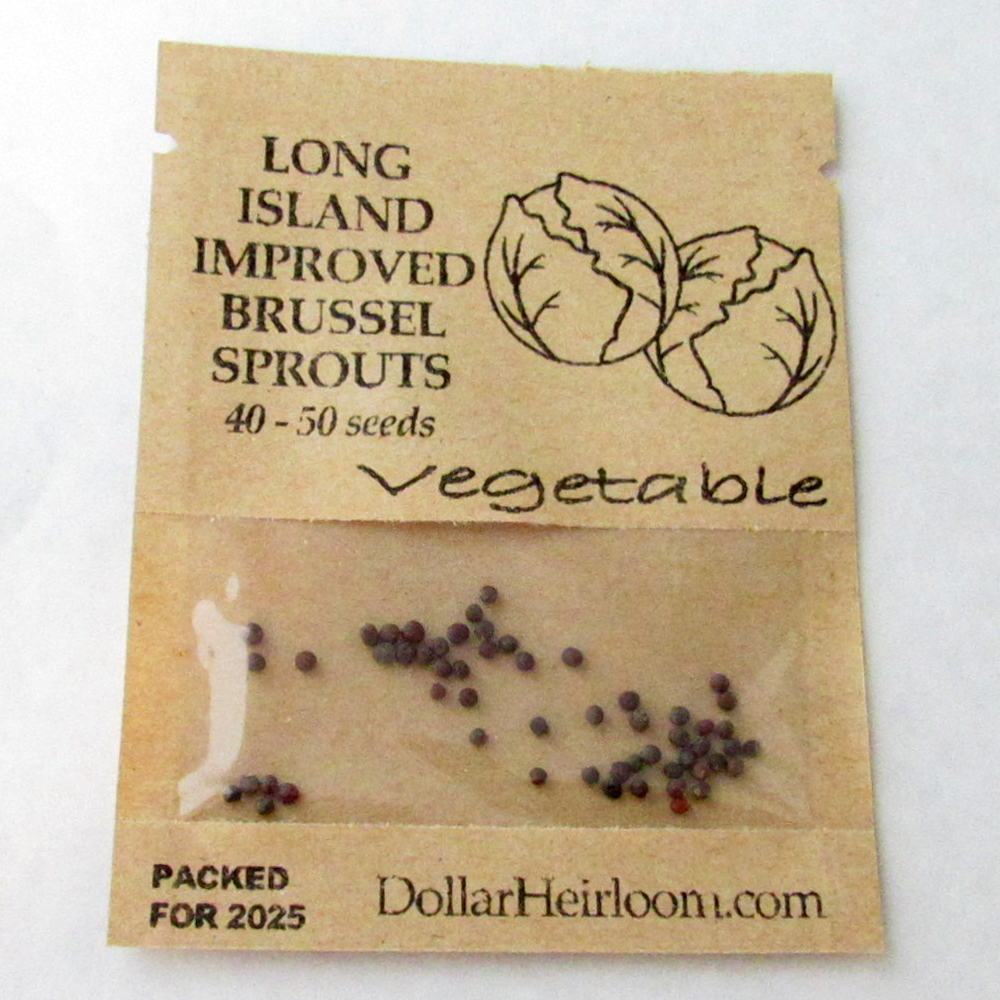 LONG
ISLAND
IMPROVED
BRUSSEL
SPROUTS
40 - 50 seeds
Vegetable
PACKED
FOR 2025
DollarHeirloom.com